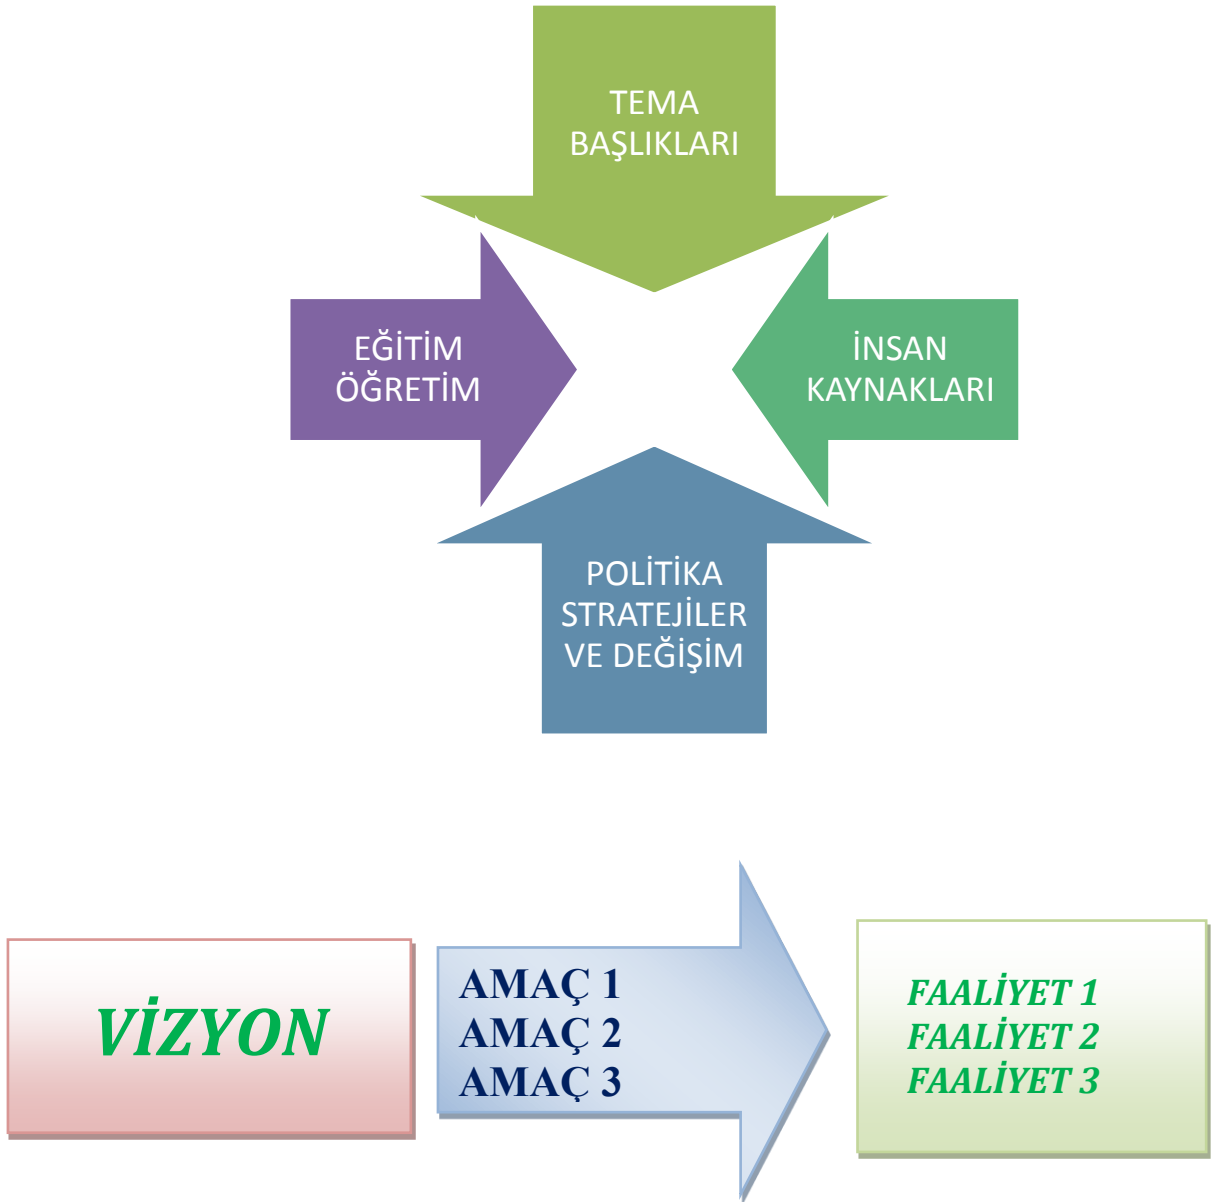 TEMA
BAŞLIKLARI
EĞİTİM
ÖĞRETİM
İNSAN
KAYNAKLARI
POLİTİKA
STRATEJİLER
VE DEĞİŞİM
VİZYON
AMAÇ 1
AMAÇ 2
AMAÇ 3
FAALİYET 1
FAALİYET 2
FAALİYET 3